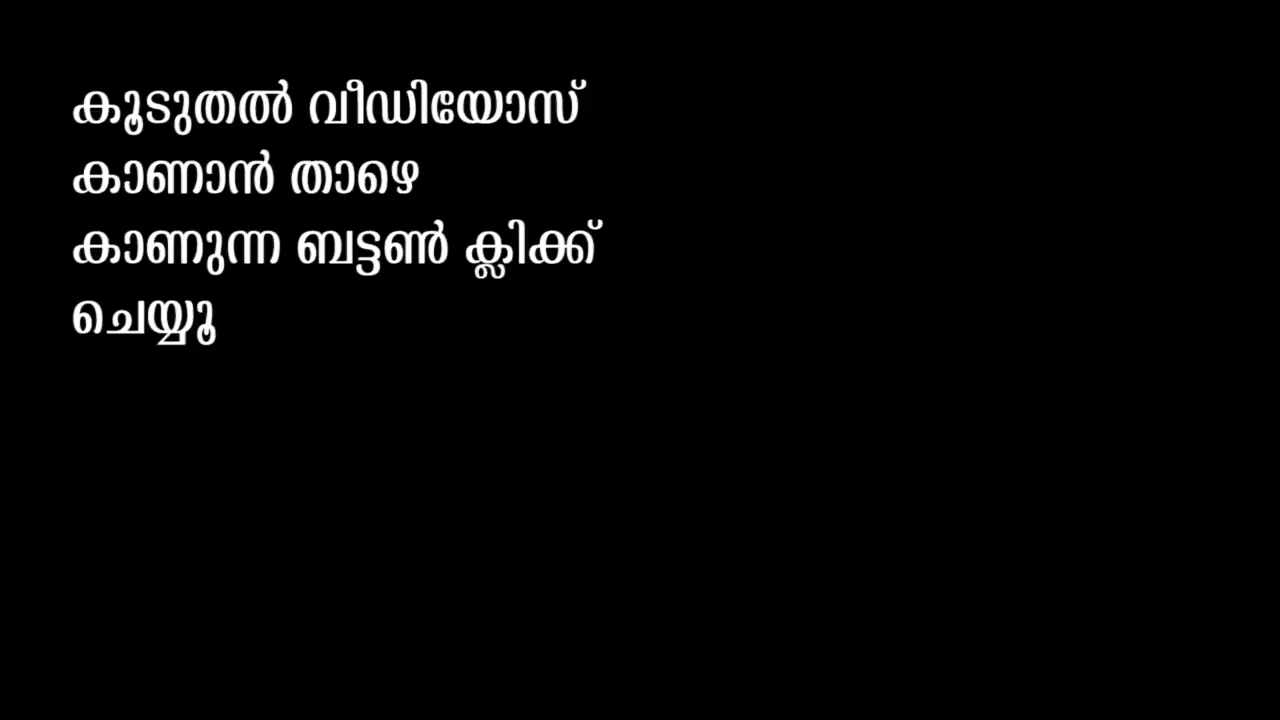 കൂടുതൽ വീഡിയോസ്
കാണാൻ താഴെ
കാണുന്ന ബട്ടൺ ക്ലിക്ക്
ചെയ്യൂ